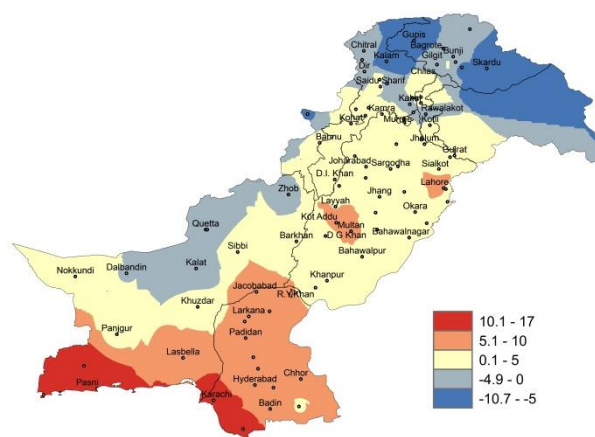 Gupis
Chitral
Bagrote
Kalam
Gilgit
Bunji
Dir
Skardu
Chilas
Saidu Sharif
Kakul
Kamra
Rawalakot
Kohat
Murree
Kotli
Bannu
Jhelum
Gujrat
Joharabad
Sialkot
D.I. Khan
Sargodha
Lahore
Zhob
Jhang
Layyah
Okara
Quetta
Kot Addu
Multan
Barkhan
D G Khan
Bahawalnagar
Sibbi
Bahawalpur
Nokkundi
Dalbandin
Kalat
Khanpur
Jacobabad
R.Y.Khan
Khuzdar
Larkana
Panjgur
Padidan
Lasbella
Pasni
Hyderabad
Chhor
Karachi
Badin
10.1 - 17
5.1 - 10
0.1 - 5
-4.9 - 0
-10.7 - -5